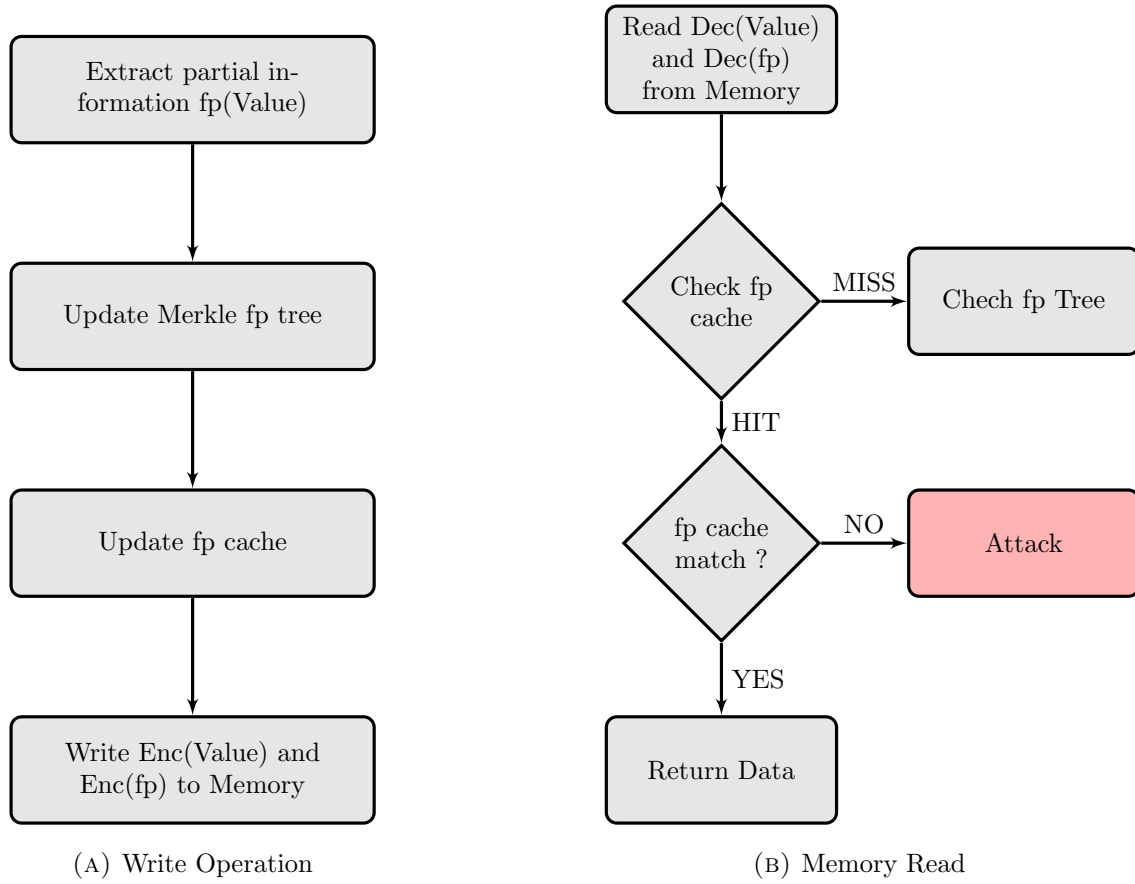 Extract partial in-
formation fp(Value)
Update Merkle fp tree
Update fp cache
Write Enc(Value) and
Enc(fp) to Memory
(A) Write Operation
Read Dec(Value)
and Dec(fp)
from Memory
Check fp
cache
MISS
Chech fp Tree
HIT
fp cache
match ?
NO
Attack
YES
Return Data
(B) Memory Read